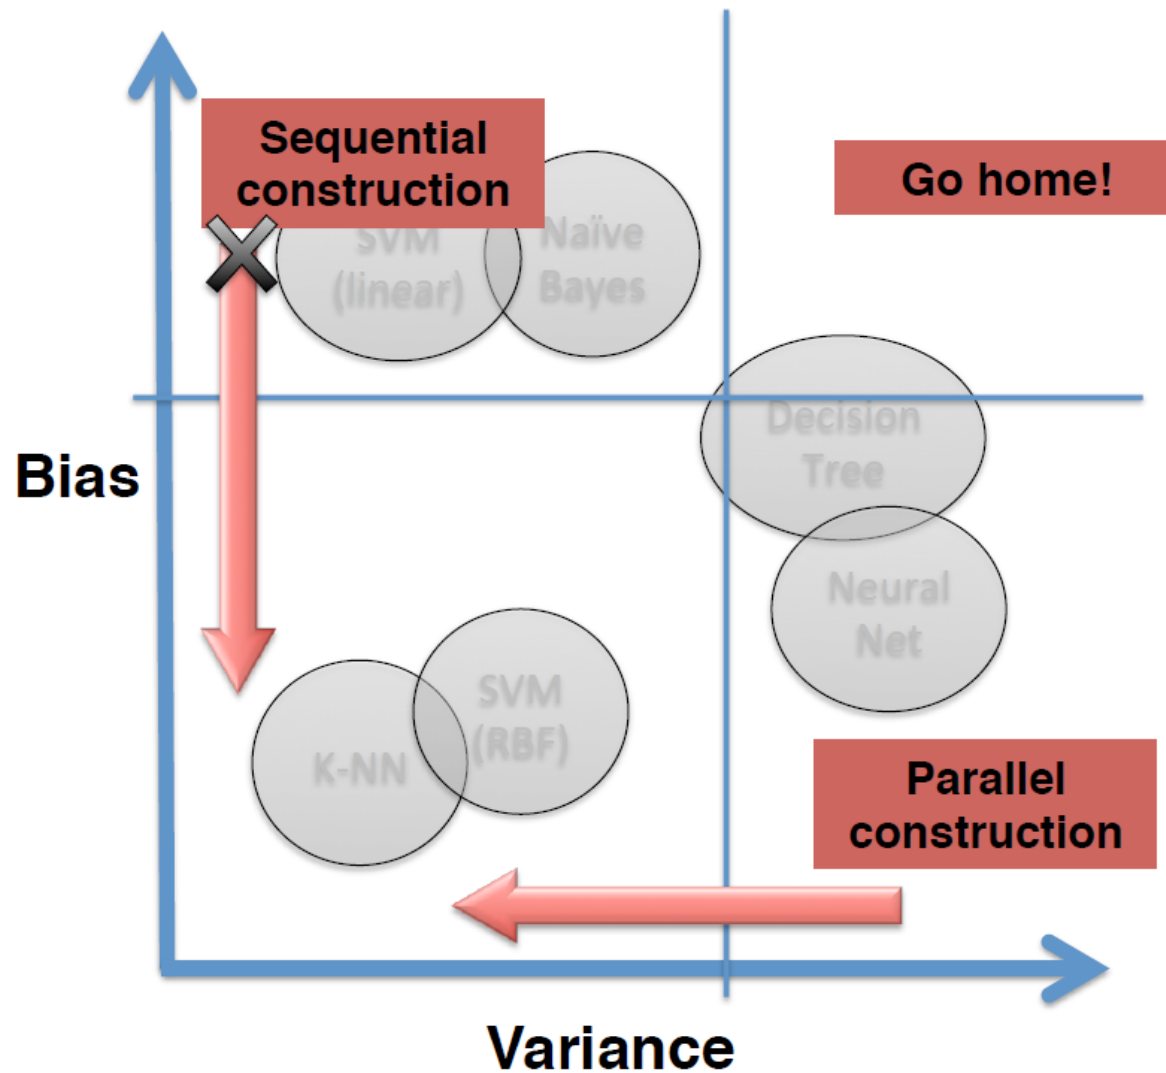 Sequential
construction
Go home!
SVM
(linear)
Naïve
Bayes
Decision
Tree
Bias
Neural
Net
SVM
(RBF)
K-NN
Parallel
construction
Variance